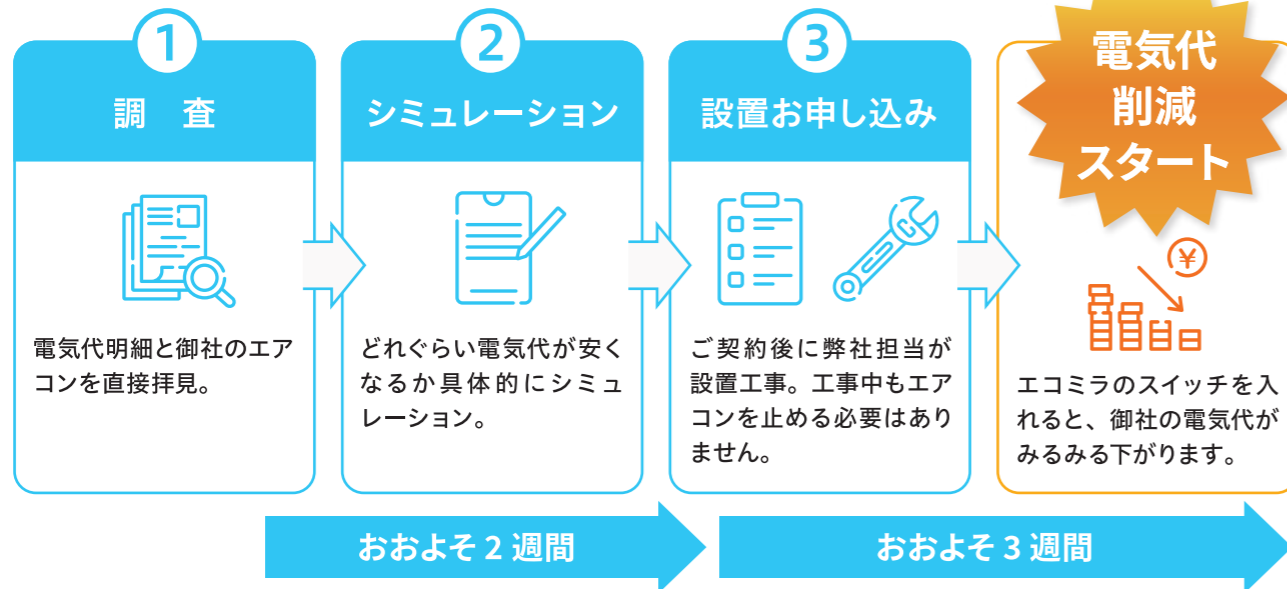 1
調 査
電気代明細と御社のエア
コンを直接拝見。
2
シミュレーション
どれぐらい電気代が安く
なるか具体的にシミュ
レーション。
3
設置お申し込み
ご契約後に弊社担当が
設置工事。工事中もエア
コンを止める必要はあり
ません。
電気代
削減
スタート
¥
エコミラのスイッチを入
れると、御社の電気代が
みるみる下がります。
おおよそ 2 週間
おおよそ 3 週間